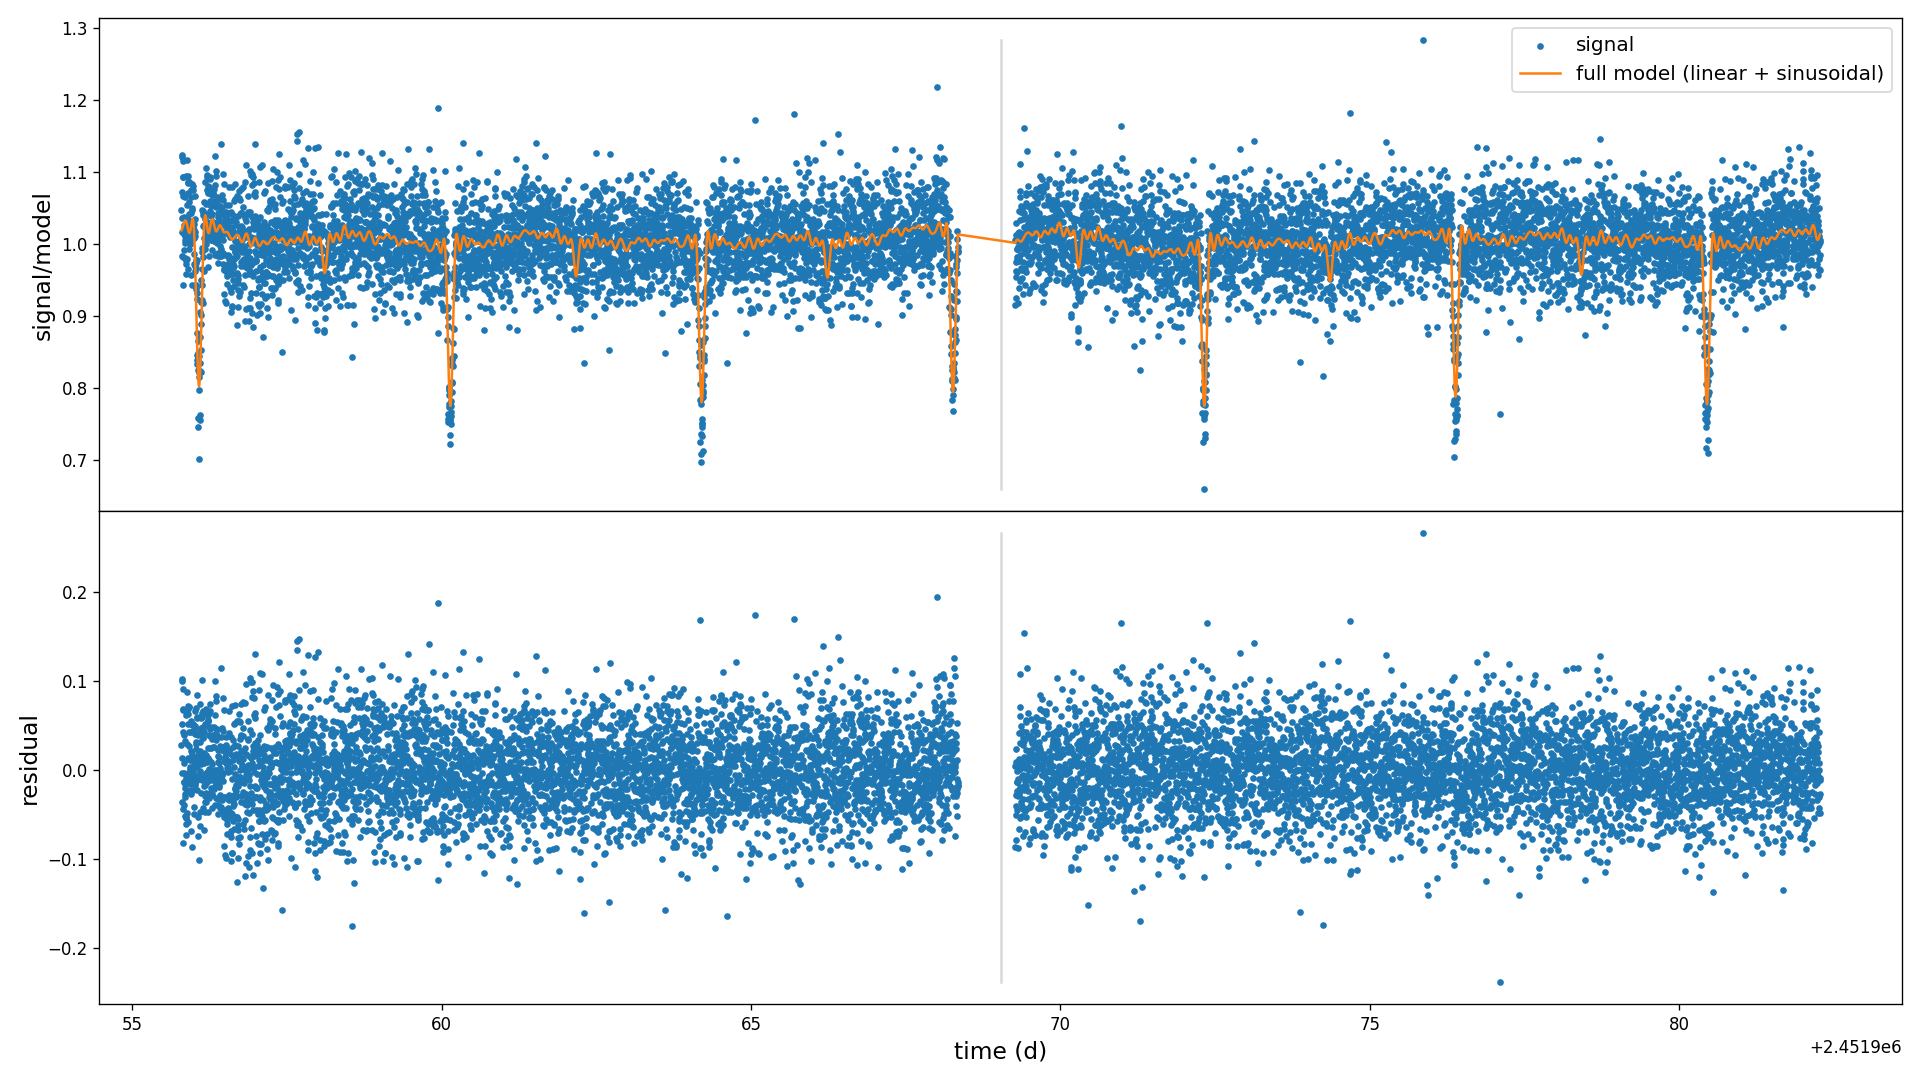 1.3
1.2
1.1
1.0
0.9
0.8
0.7
signal/model
signal
full model (linear + sinusoidal)
0.2
0.1
0.0
−0.1
−0.2
residual
55 60 65 70 75 80
time (d)
+2.4519e6